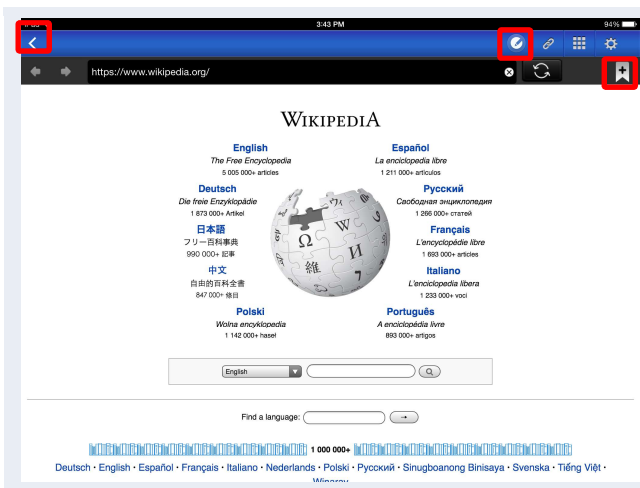 3:43 PM
94%
https://www.wikipedia.org/
WIKIPEDIA
English
The Free Encyclopedia
5 005 000+ articles
Español
La enciclopedia libre
1 211 000+ artículos
Deutsch
Die freie Enzyklopädie
1 873 000+ Artikel
Русский
Свободная энциклопедия
1 266 000+ статей
日本語
フリー百科事典
990 000+ 記事
Français
L'encyclopédie libre
1 693 000+ articles
中文
自由的百科全書
847 000+ 條目
Italiano
L'enciclopedia libera
1 233 000+ voci
Polski
Wolna encyklopedia
1 142 000+ haseł
Português
A enciclopédia livre
893 000+ artigos
Ω W И 維 7
English
Find a language:
1 000 000+
Deutsch · English · Español · Français · Italiano · Nederlands · Polski · Русский · Sinugboanong Binisaya · Svenska · Tiếng Việt ·